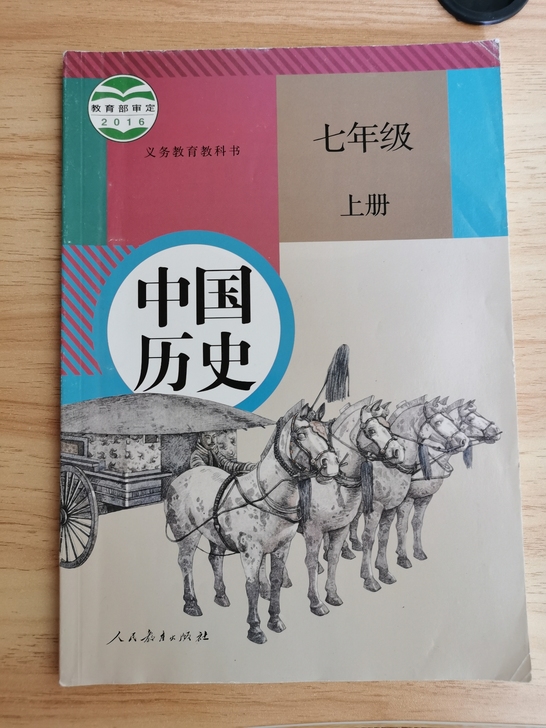 教育部审定
2016
义务教育教科书
七年级
上册
中国
历史
人民教育出版社